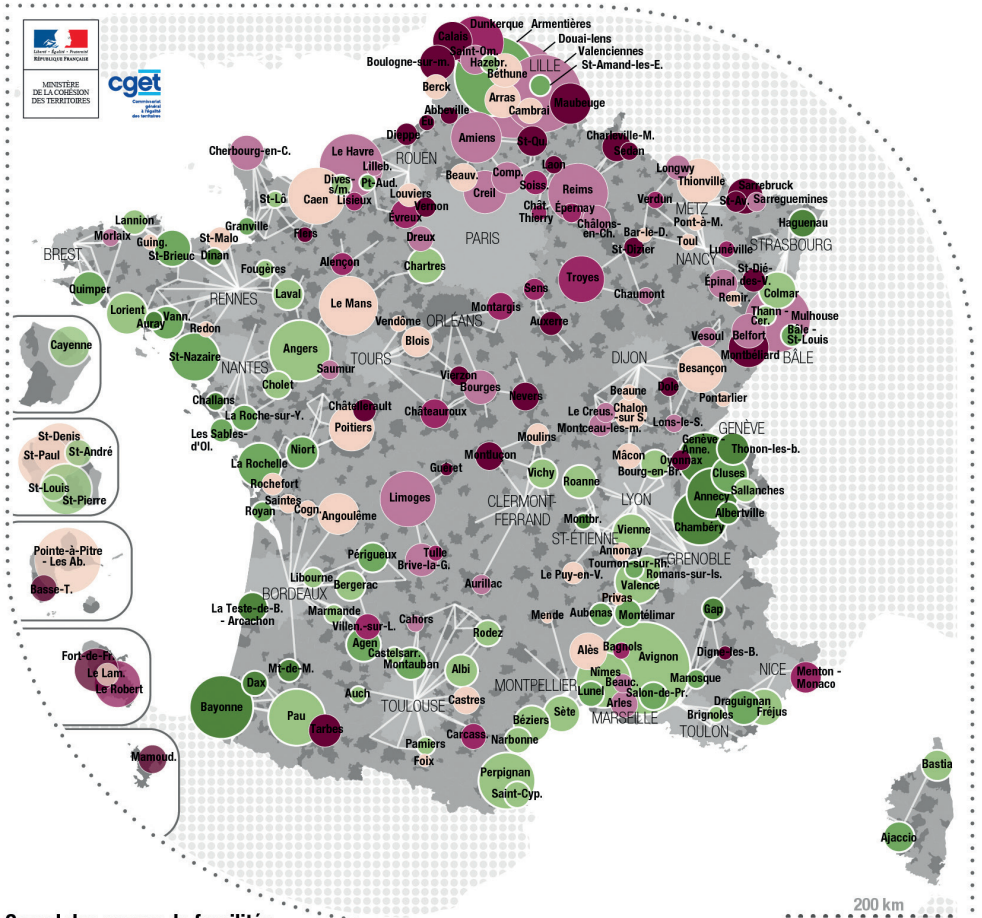 Liberté • Égalité • Fraternité
RÉPUBLIQUE FRANÇAISE
MINISTÈRE
DE LA COHÉSION
DES TERRITOIRES
cget
Commissariat
général
à l'égalité
des territoires
Dunkerque
Armentières
Calais
Douai-lens
Saint-Om.
Valenciennes
Boulogne-sur-m.
Hazebr.
LILLE
St-Amand-les-E.
Béthune
Berck
Arras
Maubeuge
Cambrai
Abbeville
Eu
Dieppe
Amiens
St-Qu.
Charleville-M.
Sedan
Cherbourg-en-C.
Le Havre
ROUEN
Laon
Longwy
Lilleb.
Beauv.
Comp.
Thionville
Dives-
s/m.
Pt-Aud.
Creil
Soiss.
Reims
Sarrebruck
St-Lô
Caen
Lisieux
Louviers
Vernon
Verdun
St-Av.
Sarreguemines
Évreux
Chât.
Thierry
Épernay
METZ
Lannion
Granville
Châlons-
en-Ch.
Pont-à-M.
Haguenau
Morlaix
Guing.
St-Malo
Flers
Dreux
PARIS
Bar-le-D.
Toul
BREST
St-Brieuc
Dinan
St-Dizier
Lunéville
STRASBOURG
NANCY
Fougères
Alençon
Chartres
Troyes
St-Dié-
des-V.
Quimper
RENNES
Laval
Sens
Chaumont
Épinal
Colmar
Lorient
Le Mans
Montargis
Remir.
Auray
Vann.
Vendôme
ORLÉANS
Auxerre
Thann -
Cer.
Mulhouse
Redon
Blois
Vesoul
Belfort
Bâle -
St-Louis
Cayenne
St-Nazaire
Angers
TOURS
DIJON
Montbéliard
BÂLE
NANTES
Saumur
Besançon
Cholet
Vierzon
Bourges
Beaune
Dole
Challans
Châtellerault
Châteauroux
Nevers
Le Creus.
Chalon
-sur S.
Pontarlier
La Roche-sur-Y.
Montceau-les-m.
Lons-le-S.
Les Sables-
d'Ol.
Poitiers
Moulins
GENÈVE
St-Denis
St-Paul
St-André
Niort
Montluçon
Mâcon
Genève -
Anne.
Thonon-les-b.
La Rochelle
Guéret
Vichy
Bourg-en-Br.
Oyonnax
Cluses
St-Louis
St-Pierre
Rochefort
Roanne
Annecy
Sallanches
Saintes
Cogn.
Limoges
CLERMONT-
FERRAND
LYON
Albertville
Royan
Angoulême
Montbr.
Chambéry
ST-ÉTIENNE
Vienne
Pointe-à-Pitre
- Les Ab.
Périgueux
Tulle
Annonay
GRENOBLE
Brive-la-G.
Tournon-sur-Rh.
Basse-T.
Libourne
Aurillac
Le Puy-en-V.
Romans-sur-Is.
Bergerac
Valence
BORDEAUX
Privas
La Teste-de-B.
- Arcachon
Marmande
Cahors
Mende
Aubenas
Montélimar
Gap
Villen.-sur-L.
Rodez
Agen
Castelsarr.
Alès
Bagnols
Digne-les-B.
Fort-de-Fr.
Montauban
Avignon
NICE
Le Lam.
Mt-de-M.
Albi
Nîmes
Menton -
Monaco
Le Robert
Dax
MONTPELLIER
Beauc.
Manosque
Auch
Lunel
Salon-de-Pr.
Bayonne
Castres
Arles
Draguignan
Pau
TOULOUSE
Sète
MARSEILLE
Brignoles
Fréjus
Tarbes
Béziers
TOULON
Mamoud.
Carcass.
Narbonne
Pamiers
Foix
Bastia
Perpignan
Saint-Cyp.
Ajaccio
200 km